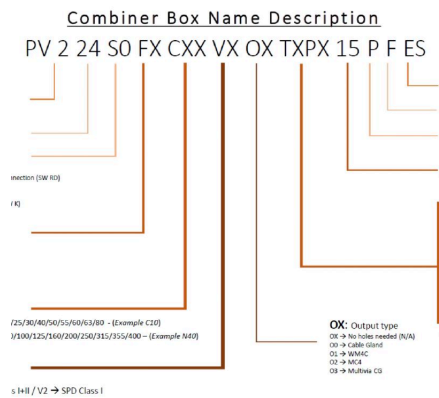 Combiner Box Name Description
PV 2 24 S0 FX CXX VX OX TXPX 15 P F ES
nnection (SW RD)
/ K)
/25/30/40/50/55/60/63/80 - (Example C10)
0/100/125/160/200/250/315/355/400 – (Example N40)
s I+II / V2 → SPD Class I
OX: Output type
OX → No holes needed (N/A)
O0 → Cable Gland
O1 → WM4C
O2 → MC4
O3 → Multivia CG